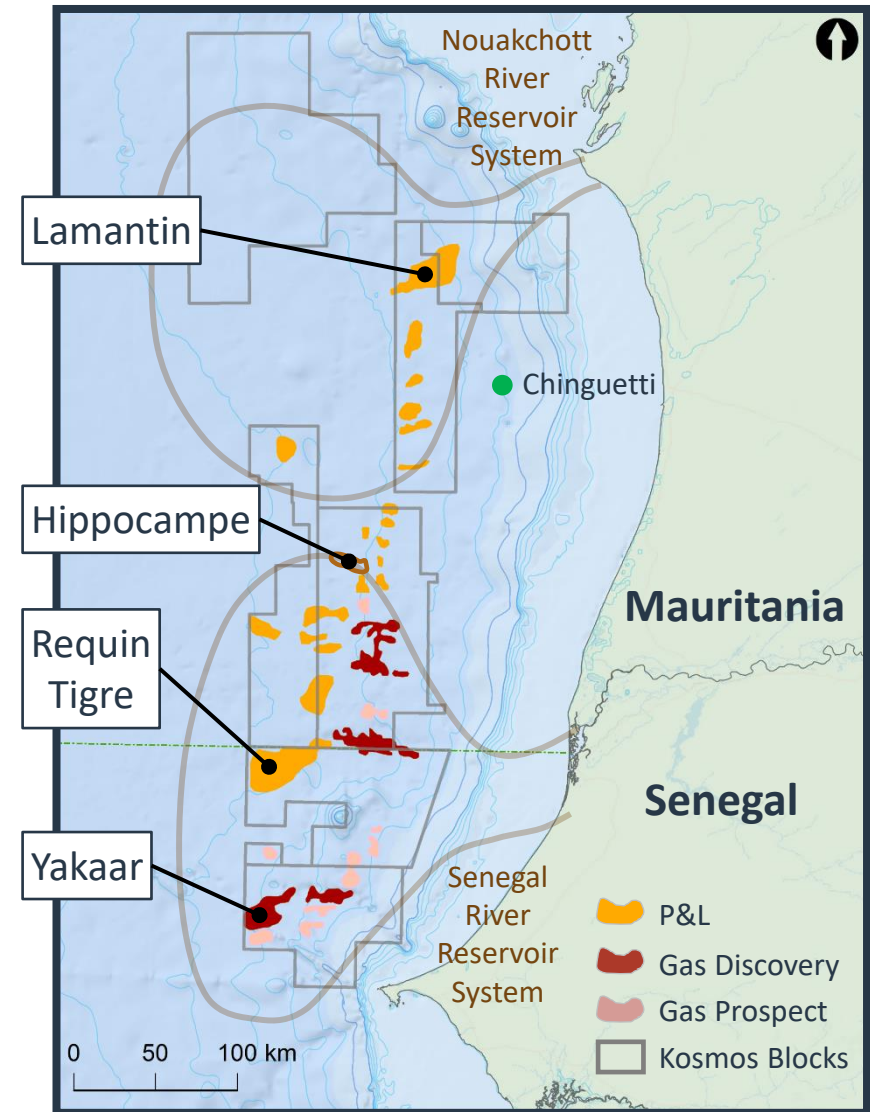 Nouakchott
River
Reservoir
System
Lamantin
Chinguetti
Hippocampe
Mauritania
Requin
Tigre
Senegal
Yakaar
Senegal
River
Reservoir
System
P&L
Gas Discovery
Gas Prospect
Kosmos Blocks
0 50 100 km